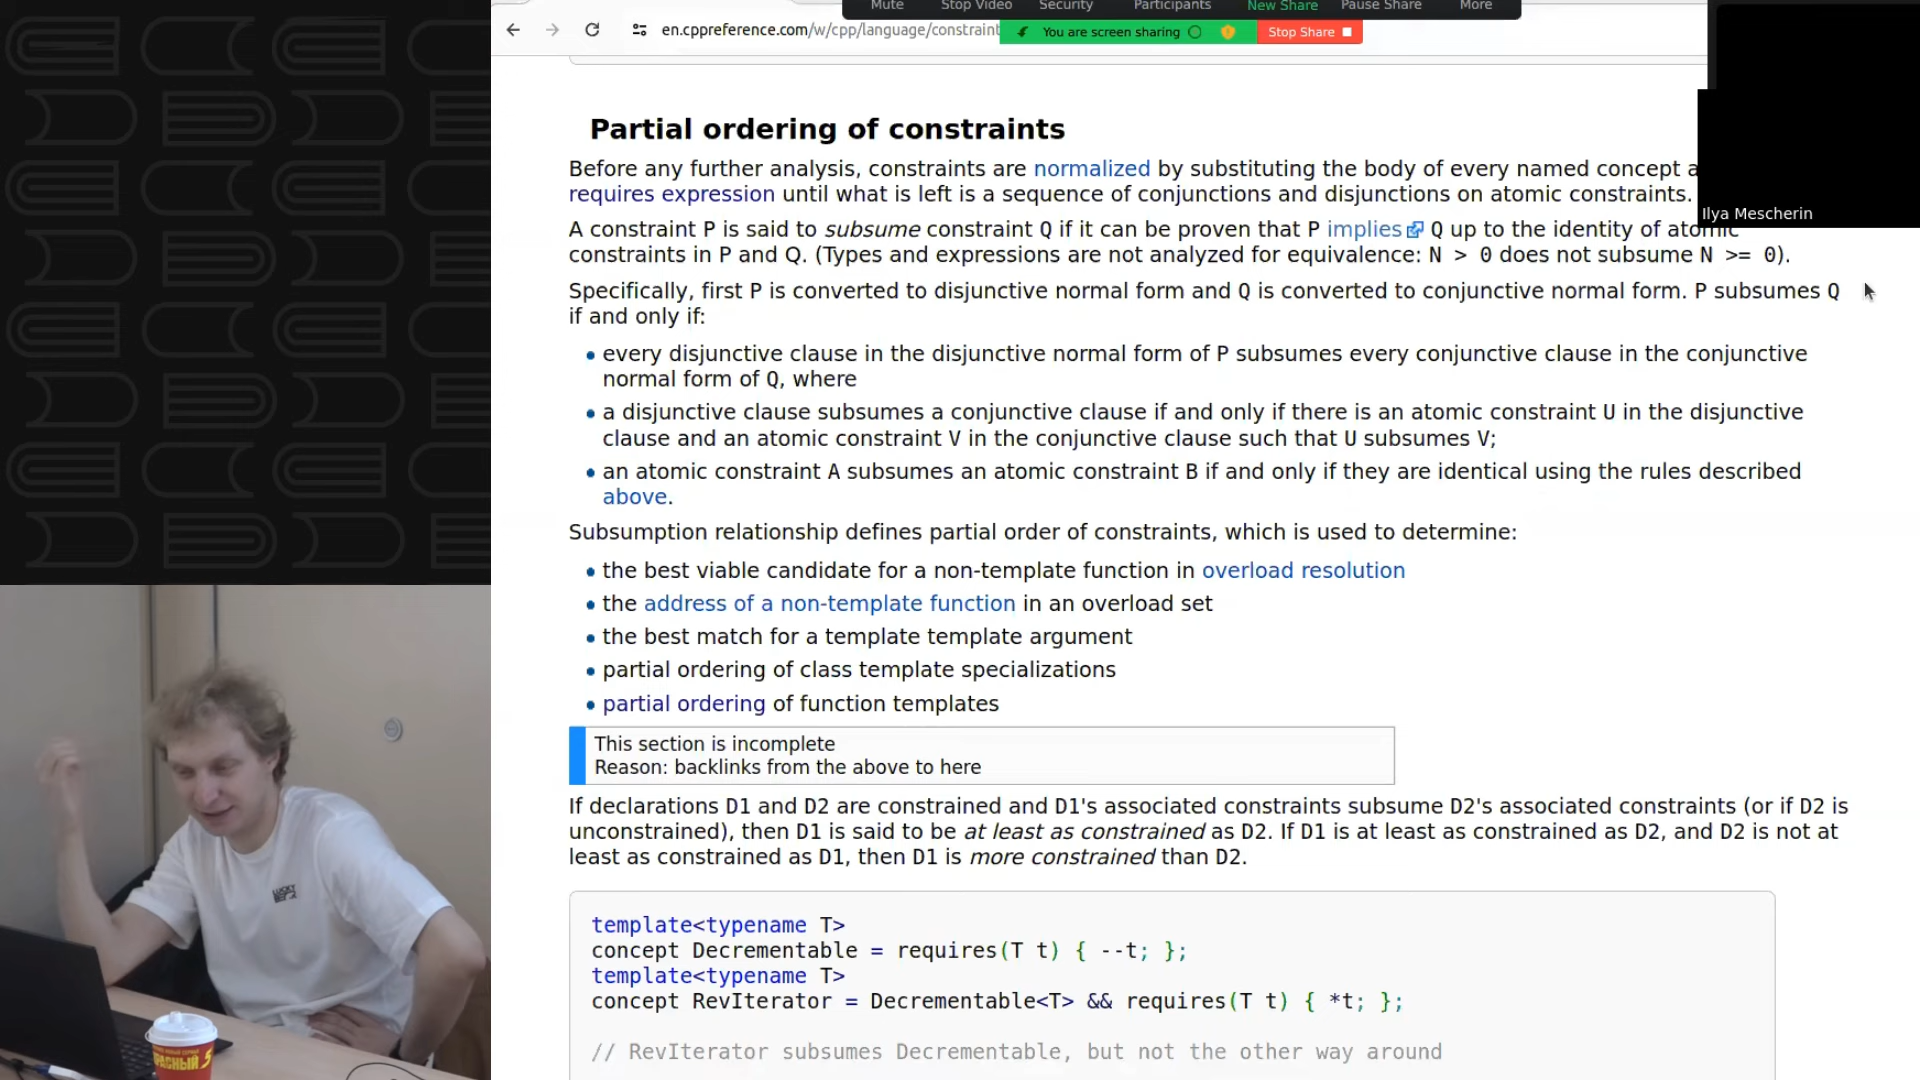 Mute Stop Video Security Participants New Share Pause Share More
en.cppreference.com/w/cpp/language/constraint
You are screen sharing
Stop Share
Partial ordering of constraints
Before any further analysis, constraints are normalized by substituting the body of every named concept
requires expression until what is left is a sequence of conjunctions and disjunctions on atomic constraints.
Ilya Mescherin
A constraint P is said to subsume constraint Q if it can be proven that P implies Q up to the identity of atomic
constraints in P and Q. (Types and expressions are not analyzed for equivalence: N > 0 does not subsume N >= 0).
Specifically, first P is converted to disjunctive normal form and Q is converted to conjunctive normal form. P subsumes Q
if and only if:
• every disjunctive clause in the disjunctive normal form of P subsumes every conjunctive clause in the conjunctive
normal form of Q, where
• a disjunctive clause subsumes a conjunctive clause if and only if there is an atomic constraint U in the disjunctive
clause and an atomic constraint V in the conjunctive clause such that U subsumes V;
• an atomic constraint A subsumes an atomic constraint B if and only if they are identical using the rules described
above.
Subsumption relationship defines partial order of constraints, which is used to determine:
• the best viable candidate for a non-template function in overload resolution
• the address of a non-template function in an overload set
• the best match for a template template argument
• partial ordering of class template specializations
• partial ordering of function templates
This section is incomplete
Reason: backlinks from the above to here
If declarations D1 and D2 are constrained and D1's associated constraints subsume D2's associated constraints (or if D2 is
unconstrained), then D1 is said to be at least as constrained as D2. If D1 is at least as constrained as D2, and D2 is not at
least as constrained as D1, then D1 is more constrained than D2.
template<typename T>
concept Decrementable = requires(T t) { --t; };
template<typename T>
concept RevIterator = Decrementable<T> && requires(T t) { *t; };
// RevIterator subsumes Decrementable, but not the other way around
LUCKY